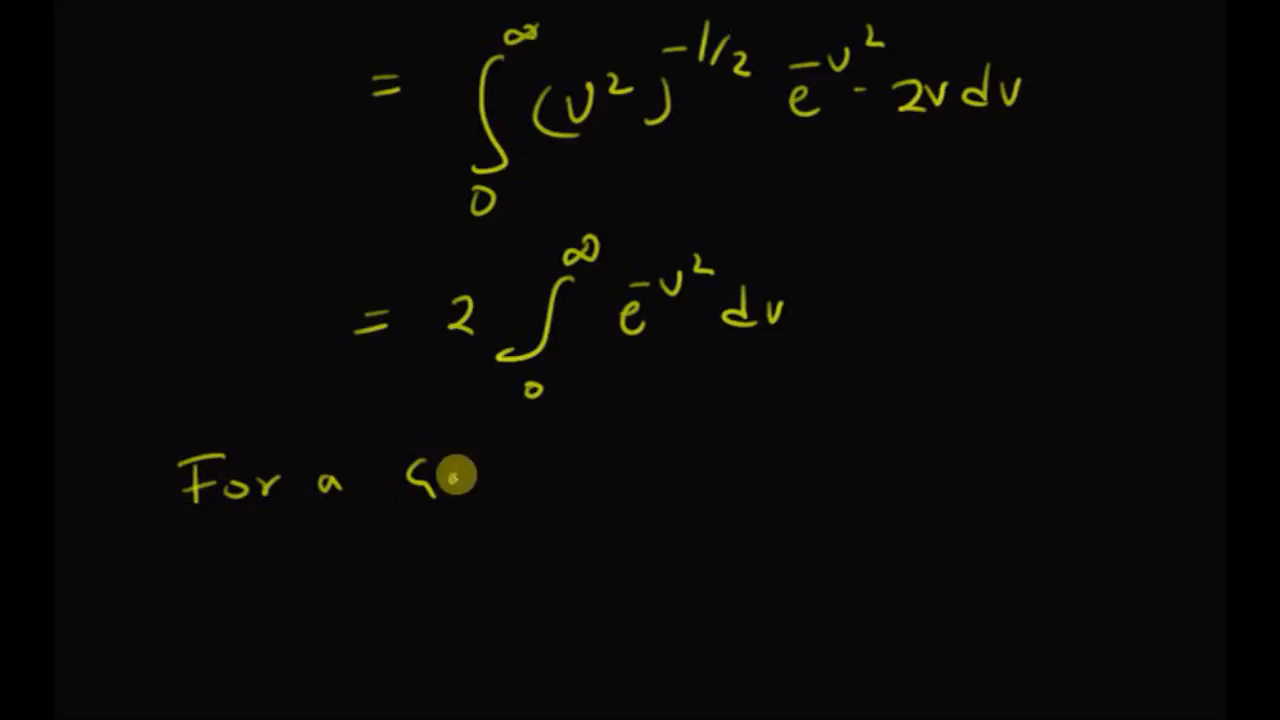 = ∫₀^∞ (v²)^(-1/2) e^(-v²) · 2v dv
= 2 ∫₀^∞ e^(-v²) dv
For a